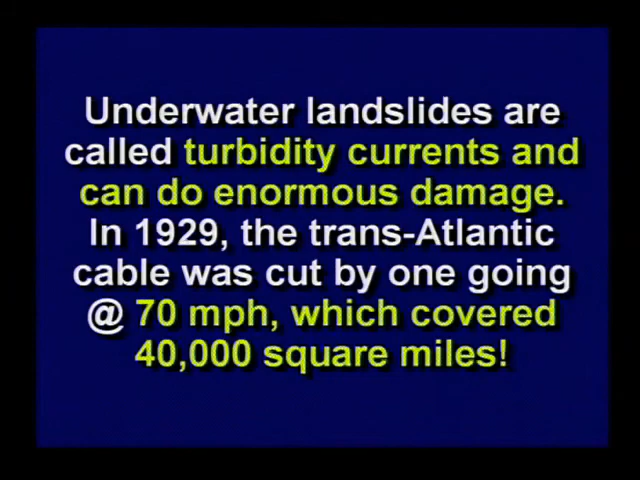 Underwater landslides are
called turbidity currents and
can do enormous damage.
In 1929, the trans-Atlantic
cable was cut by one going
@ 70 mph, which covered
40,000 square miles!